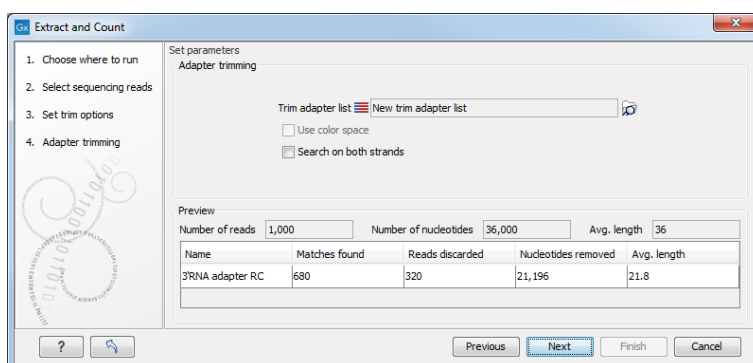 Gx Extract and Count
1. Choose where to run
2. Select sequencing reads
3. Set trim options
4. Adapter trimming
Set parameters
Adapter trimming
Trim adapter list New trim adapter list
Use color space
Search on both strands
Preview
Number of reads 1,000 Number of nucleotides 36,000 Avg. length 36
Name Matches found Reads discarded Nudeotides removed Avg. length
3'RNA adapter RC 680 320 21,196 21.8
? Previous Next Finish Cancel